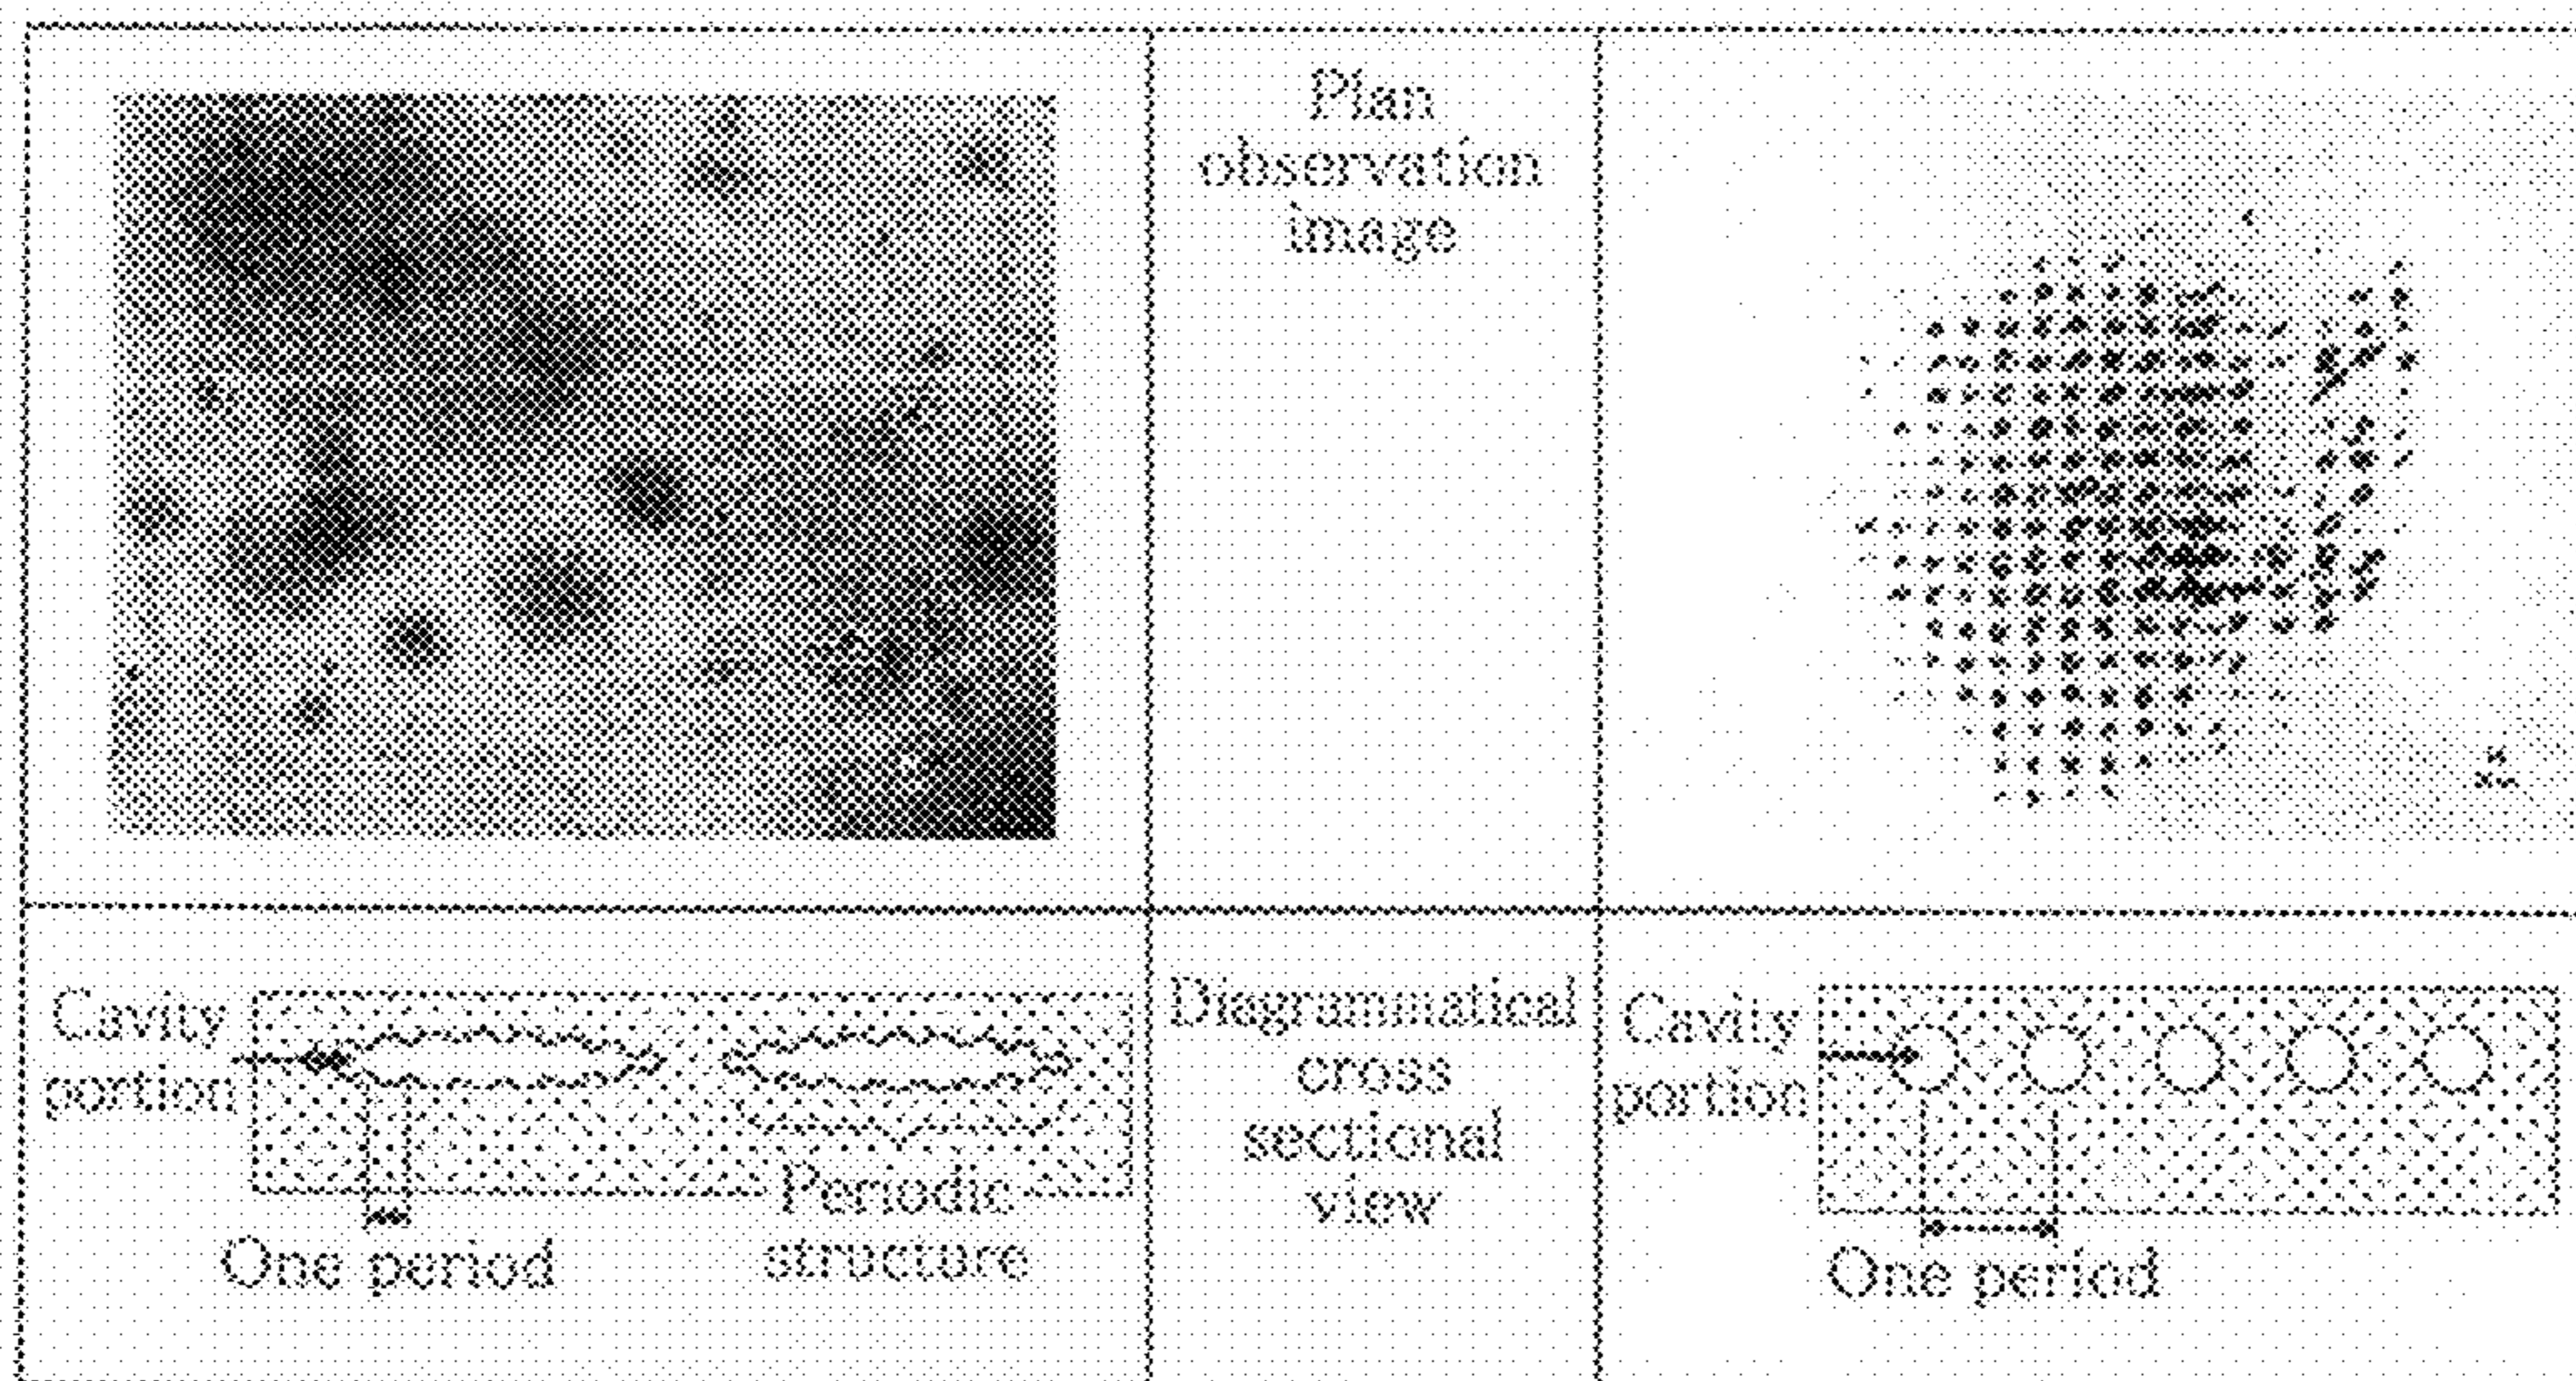 Plan
observation
image
Cavity
portion
One period
Periodic
structure
Diagrammatical
cross
sectional
view
Cavity
portion
One period